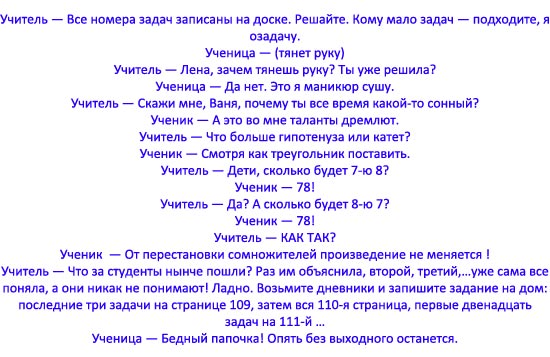 Учитель — Все номера задач записаны на доске. Решайте. Кому мало задач — подходите, я
озадачу.
Ученица — (тянет руку)
Учитель — Лена, зачем тянешь руку? Ты уже решила?
Ученица — Да нет. Это я маникюр сушу.
Учитель — Скажи мне, Ваня, почему ты все время какой-то сонный?
Ученик — А это во мне таланты дремлют.
Учитель — Что больше гипотенуза или катет?
Ученик — Смотря как треугольник поставить.
Учитель — Дети, сколько будет 7-ю 8?
Ученик — 78!
Учитель — Да? А сколько будет 8-ю 7?
Ученик — 78!
Учитель — КАК ТАК?
Ученик — От перестановки сомножителей произведение не меняется !
Учитель — Что за студенты нынче пошли? Раз им объяснила, второй, третий,…уже сама все
поняла, а они никак не понимают! Ладно. Возьмите дневники и запишите задание на дом:
последние три задачи на странице 109, затем вся 110-я страница, первые двенадцать
задач на 111-й …
Ученица — Бедный папочка! Опять без выходного останется.